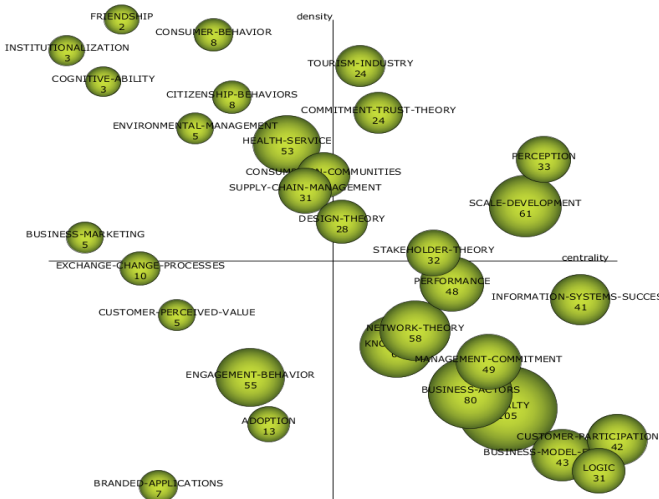 density
FRIENDSHIP
2
CONSUMER-BEHAVIOR
8
INSTITUTIONALIZATION
3
TOURISM-INDUSTRY
24
COGNITIVE-ABILITY
3
CITIZENSHIP-BEHAVIORS
8
COMMITMENT-TRUST-THEORY
24
ENVIRONMENTAL-MANAGEMENT
5
HEALTH-SERVICE
53
PERCEPTION
33
SUPPLY-CHAIN-MANAGEMENT
31
SCALE-DEVELOPMENT
61
DESIGN-THEORY
28
BUSINESS-MARKETING
5
STAKEHOLDER-THEORY
32
centrality
EXCHANGE-CHANGE-PROCESSES
10
PERFORMANCE
48
INFORMATION-SYSTEMS-SUCCES
41
CUSTOMER-PERCEIVED-VALUE
5
NETWORK-THEORY
58
MANAGEMENT-COMMITMENT
49
ENGAGEMENT-BEHAVIOR
55
BUSINESS-ACTORS
80
105
ADOPTION
13
CUSTOMER-PARTICIPATION
42
43
LOGIC
31
BRANDED-APPLICATIONS
7